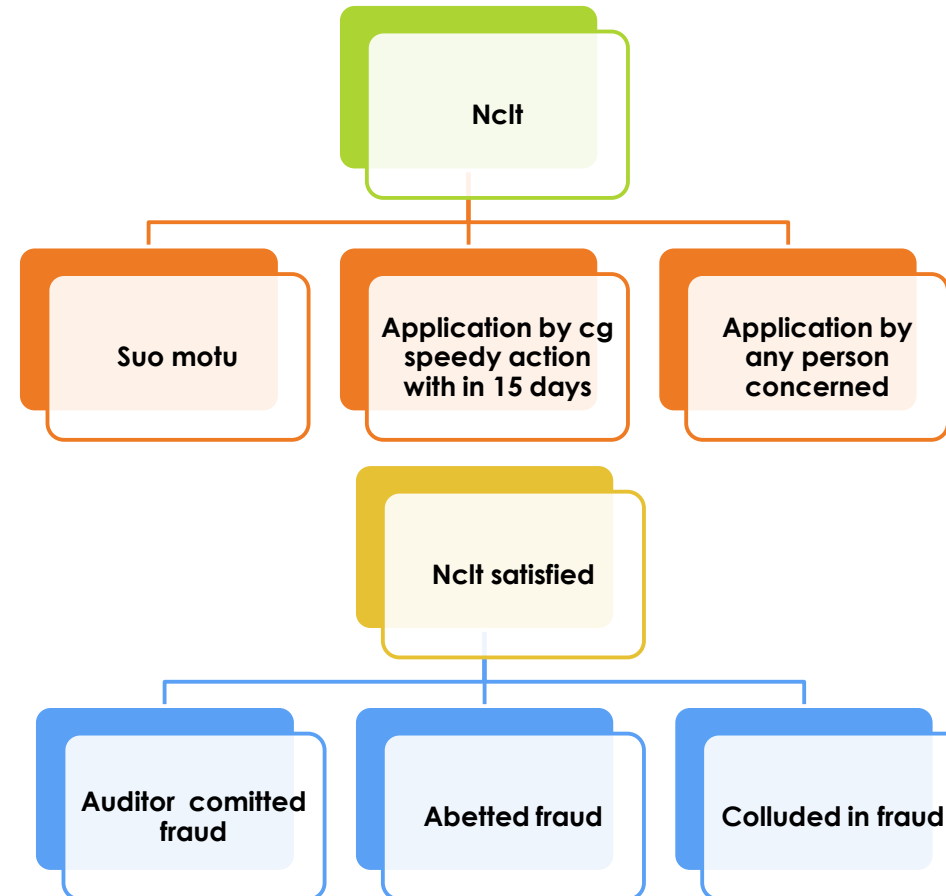 Nclt
Suo motu
Application by cg
speedy action
with in 15 days
Application by
any person
concerned
Nclt satisfied
Auditor comitted
fraud
Abetted fraud
Colluded in fraud